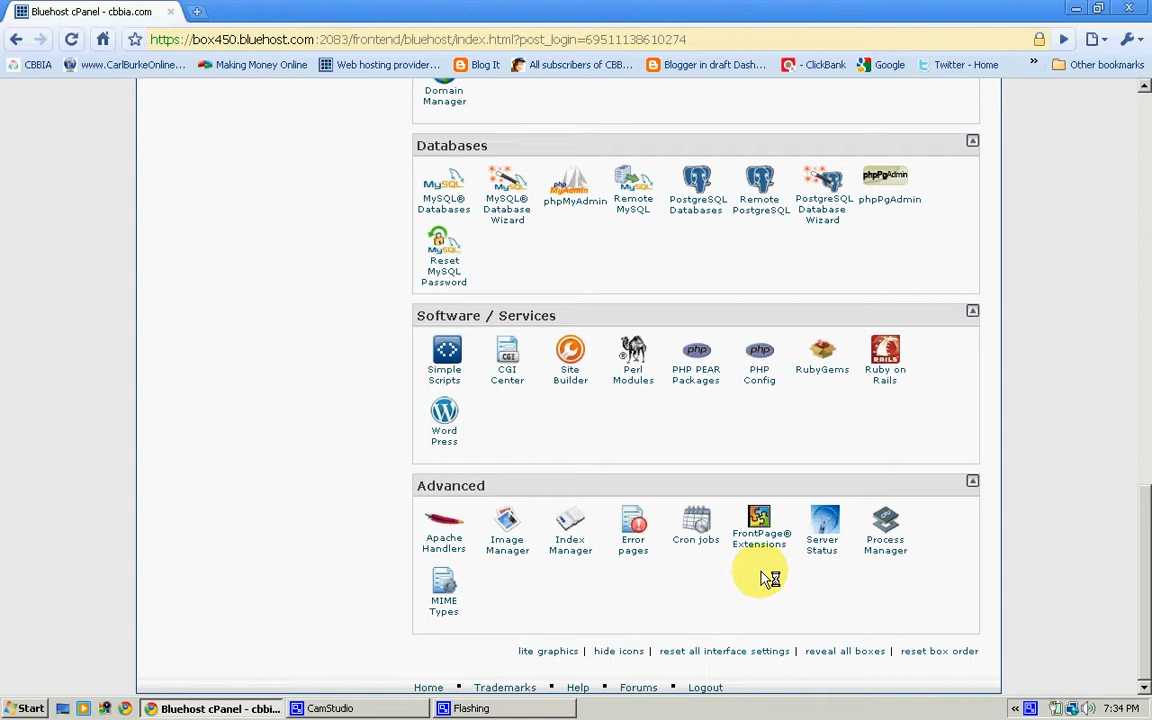 Bluehost cPanel - cbbia.com
https://box450.bluehost.com:2083/frontend/bluehost/index.html?post_login=69511138610274
CBBIA
www.CarlBurkeOnline...
Making Money Online
Web hosting provider...
Blog It
All subscribers of CBB...
Blogger in draft Dash...
- ClickBank
Google
Twitter - Home
»
Other bookmarks
Domain
Manager
Databases
MySQL®
Databases
MySQL®
Database
Wizard
phpMyAdmin
Remote
MySQL
PostgreSQL
Databases
Remote
PostgreSQL
PostgreSQL
Database
Wizard
phpPgAdmin
Reset
MySQL
Password
Software / Services
Simple
Scripts
CGI
Center
Site
Builder
Perl
Modules
PHP PEAR
Packages
PHP
Config
RubyGems
Ruby on
Rails
Word
Press
Advanced
Apache
Handlers
Image
Manager
Index
Manager
Error
pages
Cron jobs
FrontPage®
Extensions
Server
Status
Process
Manager
MIME
Types
lite graphics | hide icons | reset all interface settings | reveal all boxes | reset box order
Home ▪ Trademarks ▪ Help ▪ Forums ▪ Logout
Start
Bluehost cPanel - cbbi...
CamStudio
Flashing
«
7:34 PM